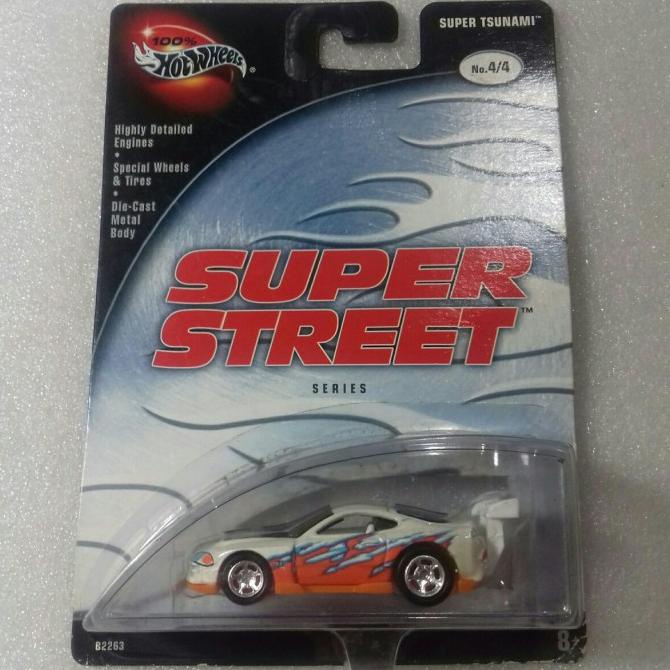 SUPER TSUNAMI™
No.4/4
100%
HOT WHEELS®
Highly Detailed
Engines
•
Special Wheels
& Tires
•
Die-Cast
Metal
Body
SUPER
STREET™
SERIES
B2263
8+